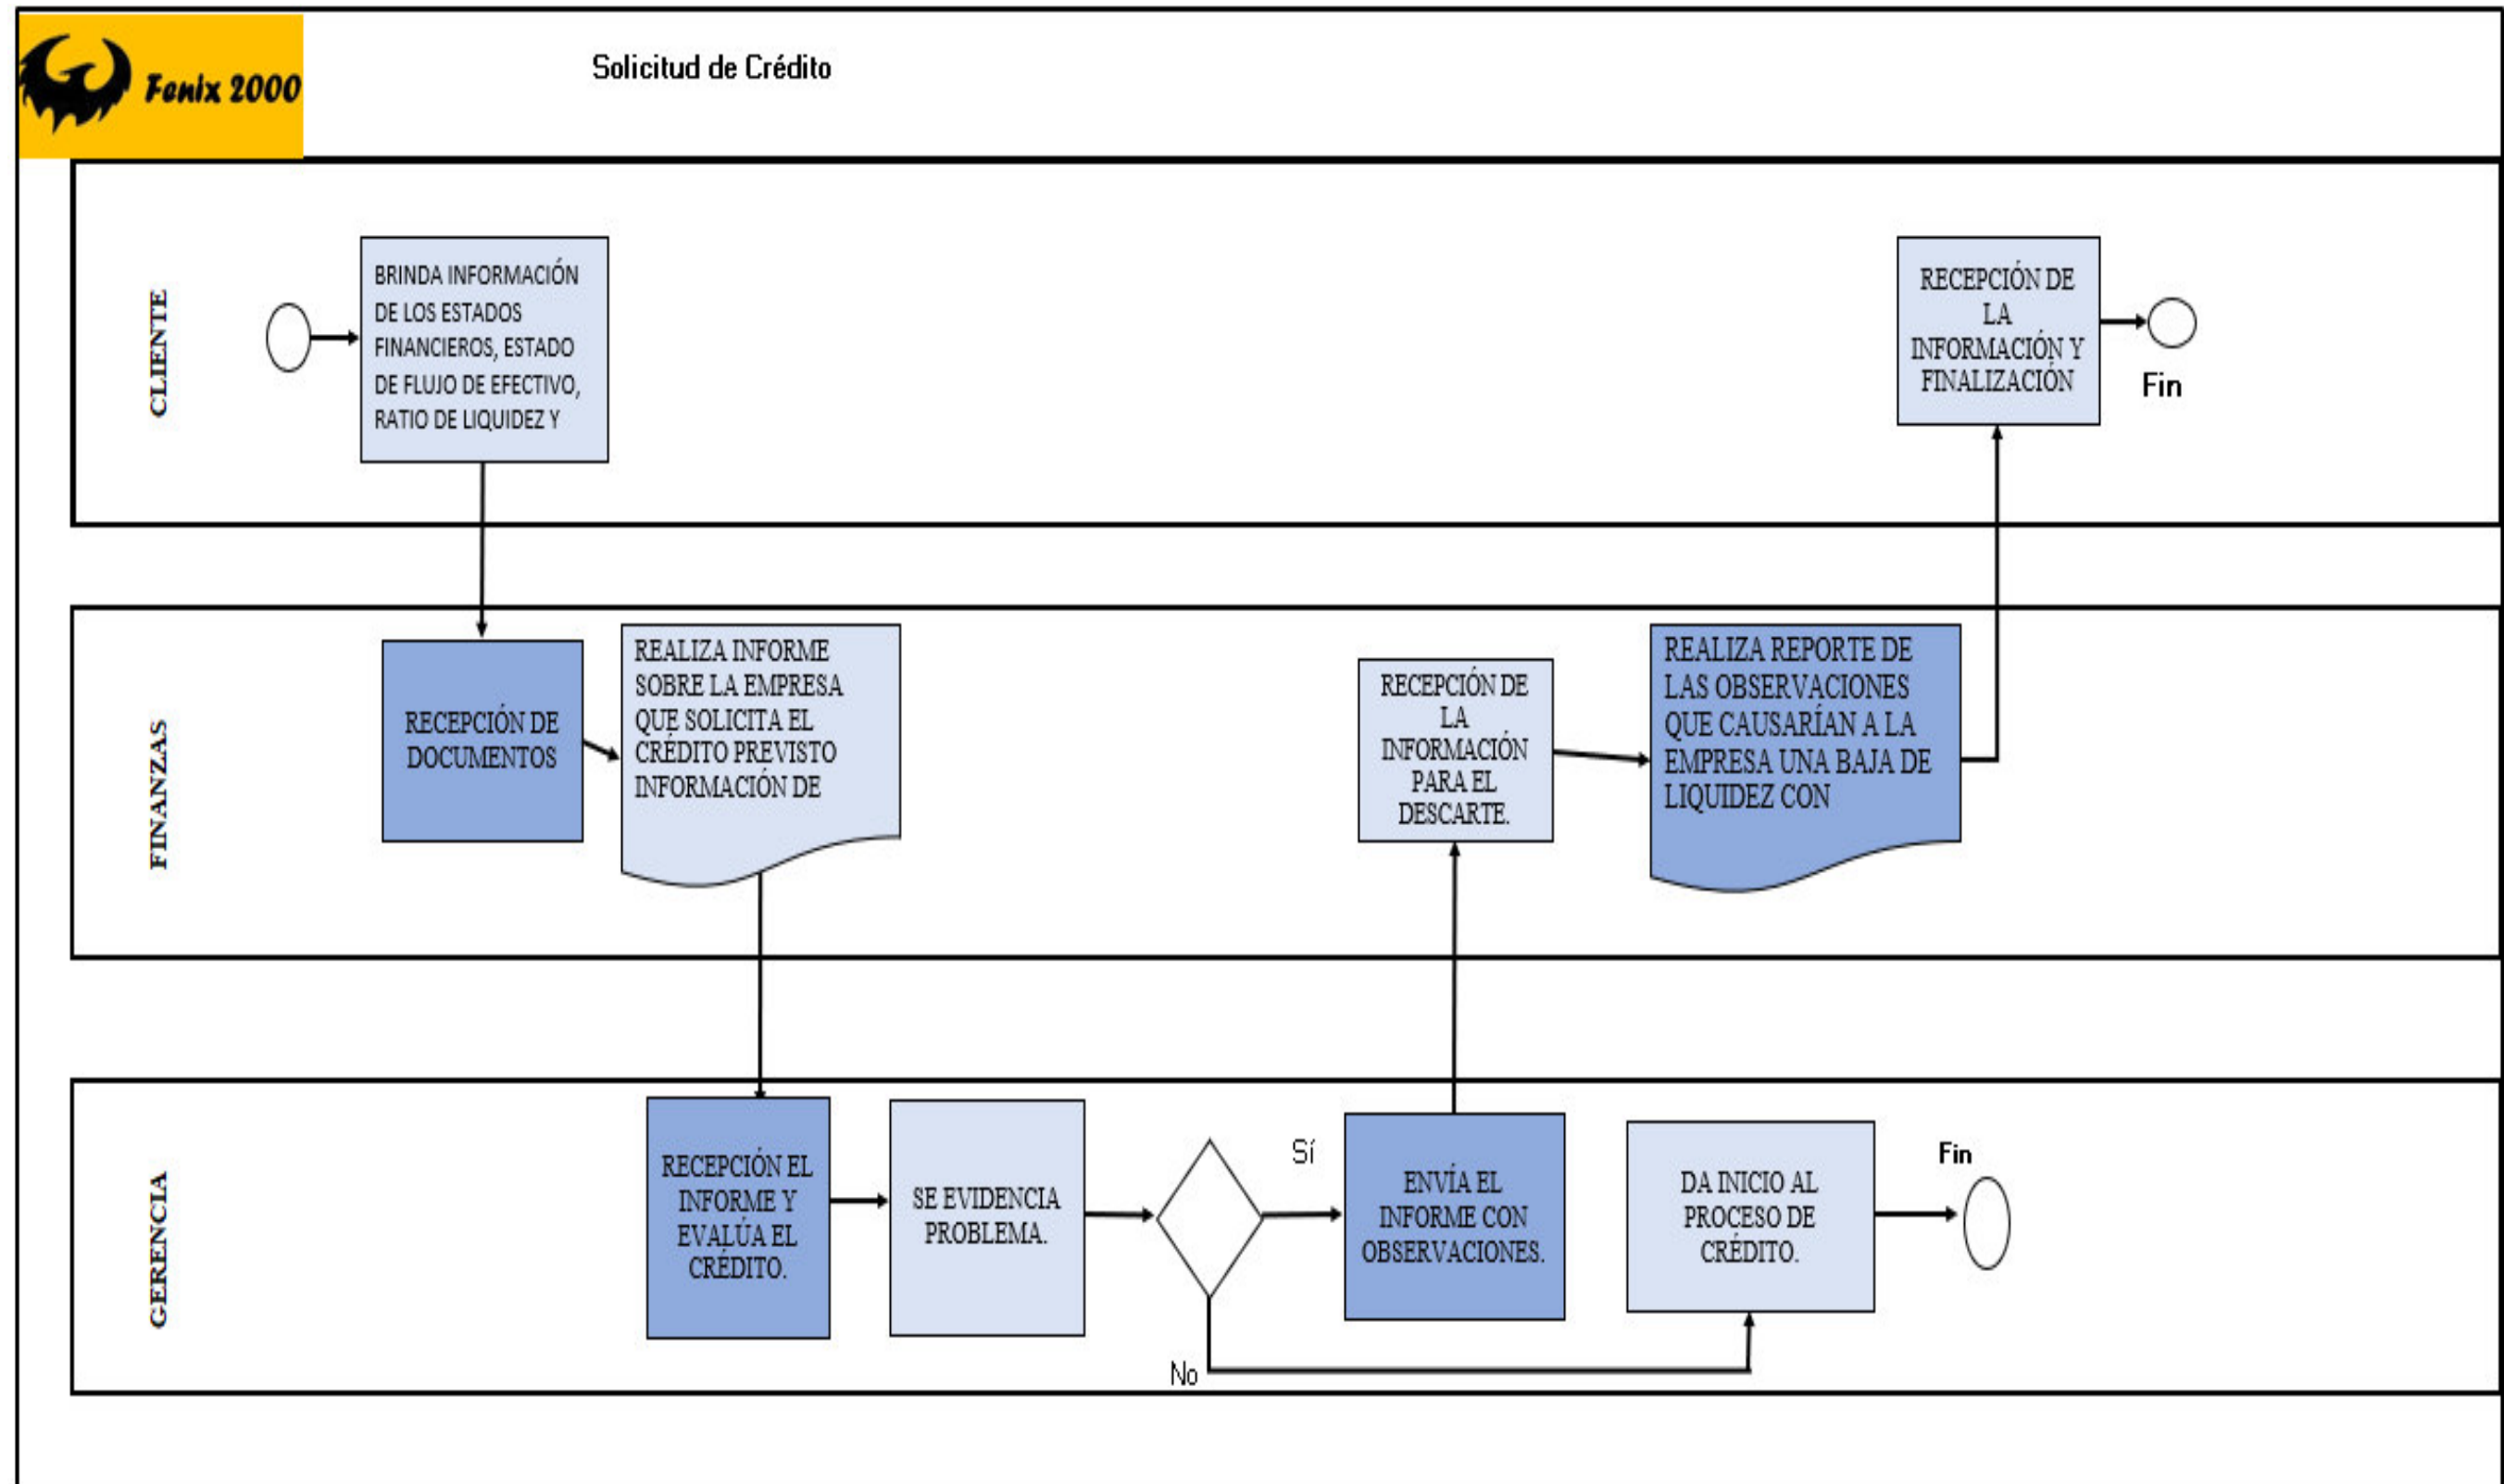 Fenix 2000
Solicitud de Crédito
CLIENTE
BRINDA INFORMACIÓN
DE LOS ESTADOS
FINANCIEROS, ESTADO
DE FLUJO DE EFECTIVO,
RATIO DE LIQUIDEZ Y
RECEPCIÓN DE
LA
INFORMACIÓN Y
FINALIZACIÓN
Fin
FINANZAS
RECEPCIÓN DE
DOCUMENTOS
REALIZA INFORME
SOBRE LA EMPRESA
QUE SOLICITA EL
CRÉDITO PREVISTO
INFORMACIÓN DE
RECEPCIÓN DE
LA
INFORMACIÓN
PARA EL
DESCARTE.
REALIZA REPORTE DE
LAS OBSERVACIONES
QUE CAUSARÍAN A LA
EMPRESA UNA BAJA DE
LIQUIDEZ CON
GERENCIA
RECEPCIÓN EL
INFORME Y
EVALÚA EL
CRÉDITO.
SE EVIDENCIA
PROBLEMA.
Sí
No
ENVÍA EL
INFORME CON
OBSERVACIONES.
DA INICIO AL
PROCESO DE
CRÉDITO.
Fin